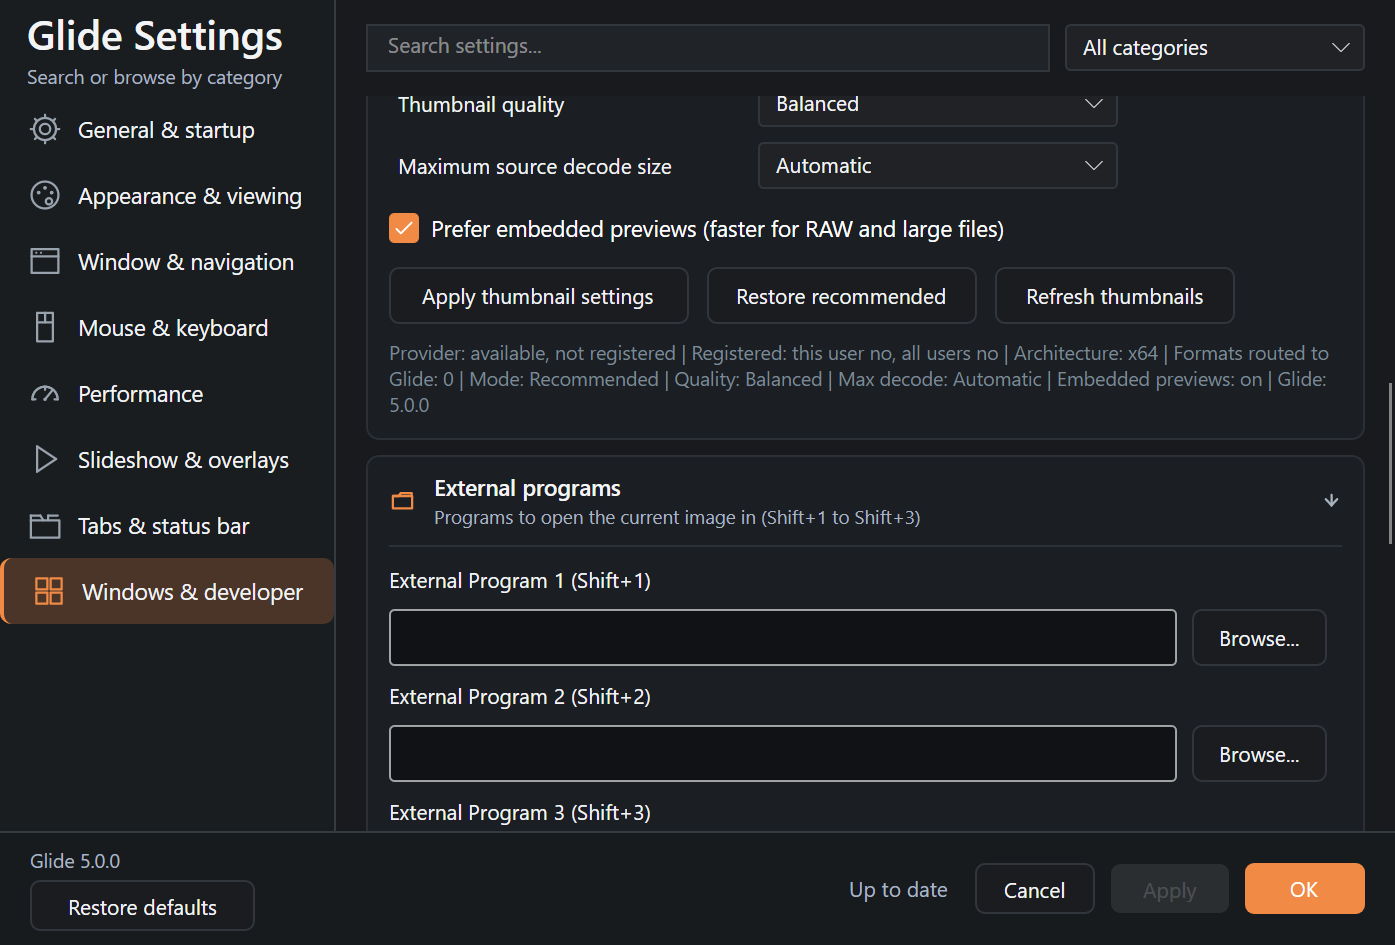 Glide Settings
Search or browse by category
General & startup
Appearance & viewing
Window & navigation
Mouse & keyboard
Performance
Slideshow & overlays
Tabs & status bar
Windows & developer
Search settings...
All categories
Thumbnail quality
Balanced
Maximum source decode size
Automatic
Prefer embedded previews (faster for RAW and large files)
Apply thumbnail settings
Restore recommended
Refresh thumbnails
Provider: available, not registered | Registered: this user no, all users no | Architecture: x64 | Formats routed to
Glide: 0 | Mode: Recommended | Quality: Balanced | Max decode: Automatic | Embedded previews: on | Glide:
5.0.0
External programs
Programs to open the current image in (Shift+1 to Shift+3)
External Program 1 (Shift+1)
Browse...
External Program 2 (Shift+2)
Browse...
External Program 3 (Shift+3)
Glide 5.0.0
Restore defaults
Up to date
Cancel
Apply
OK